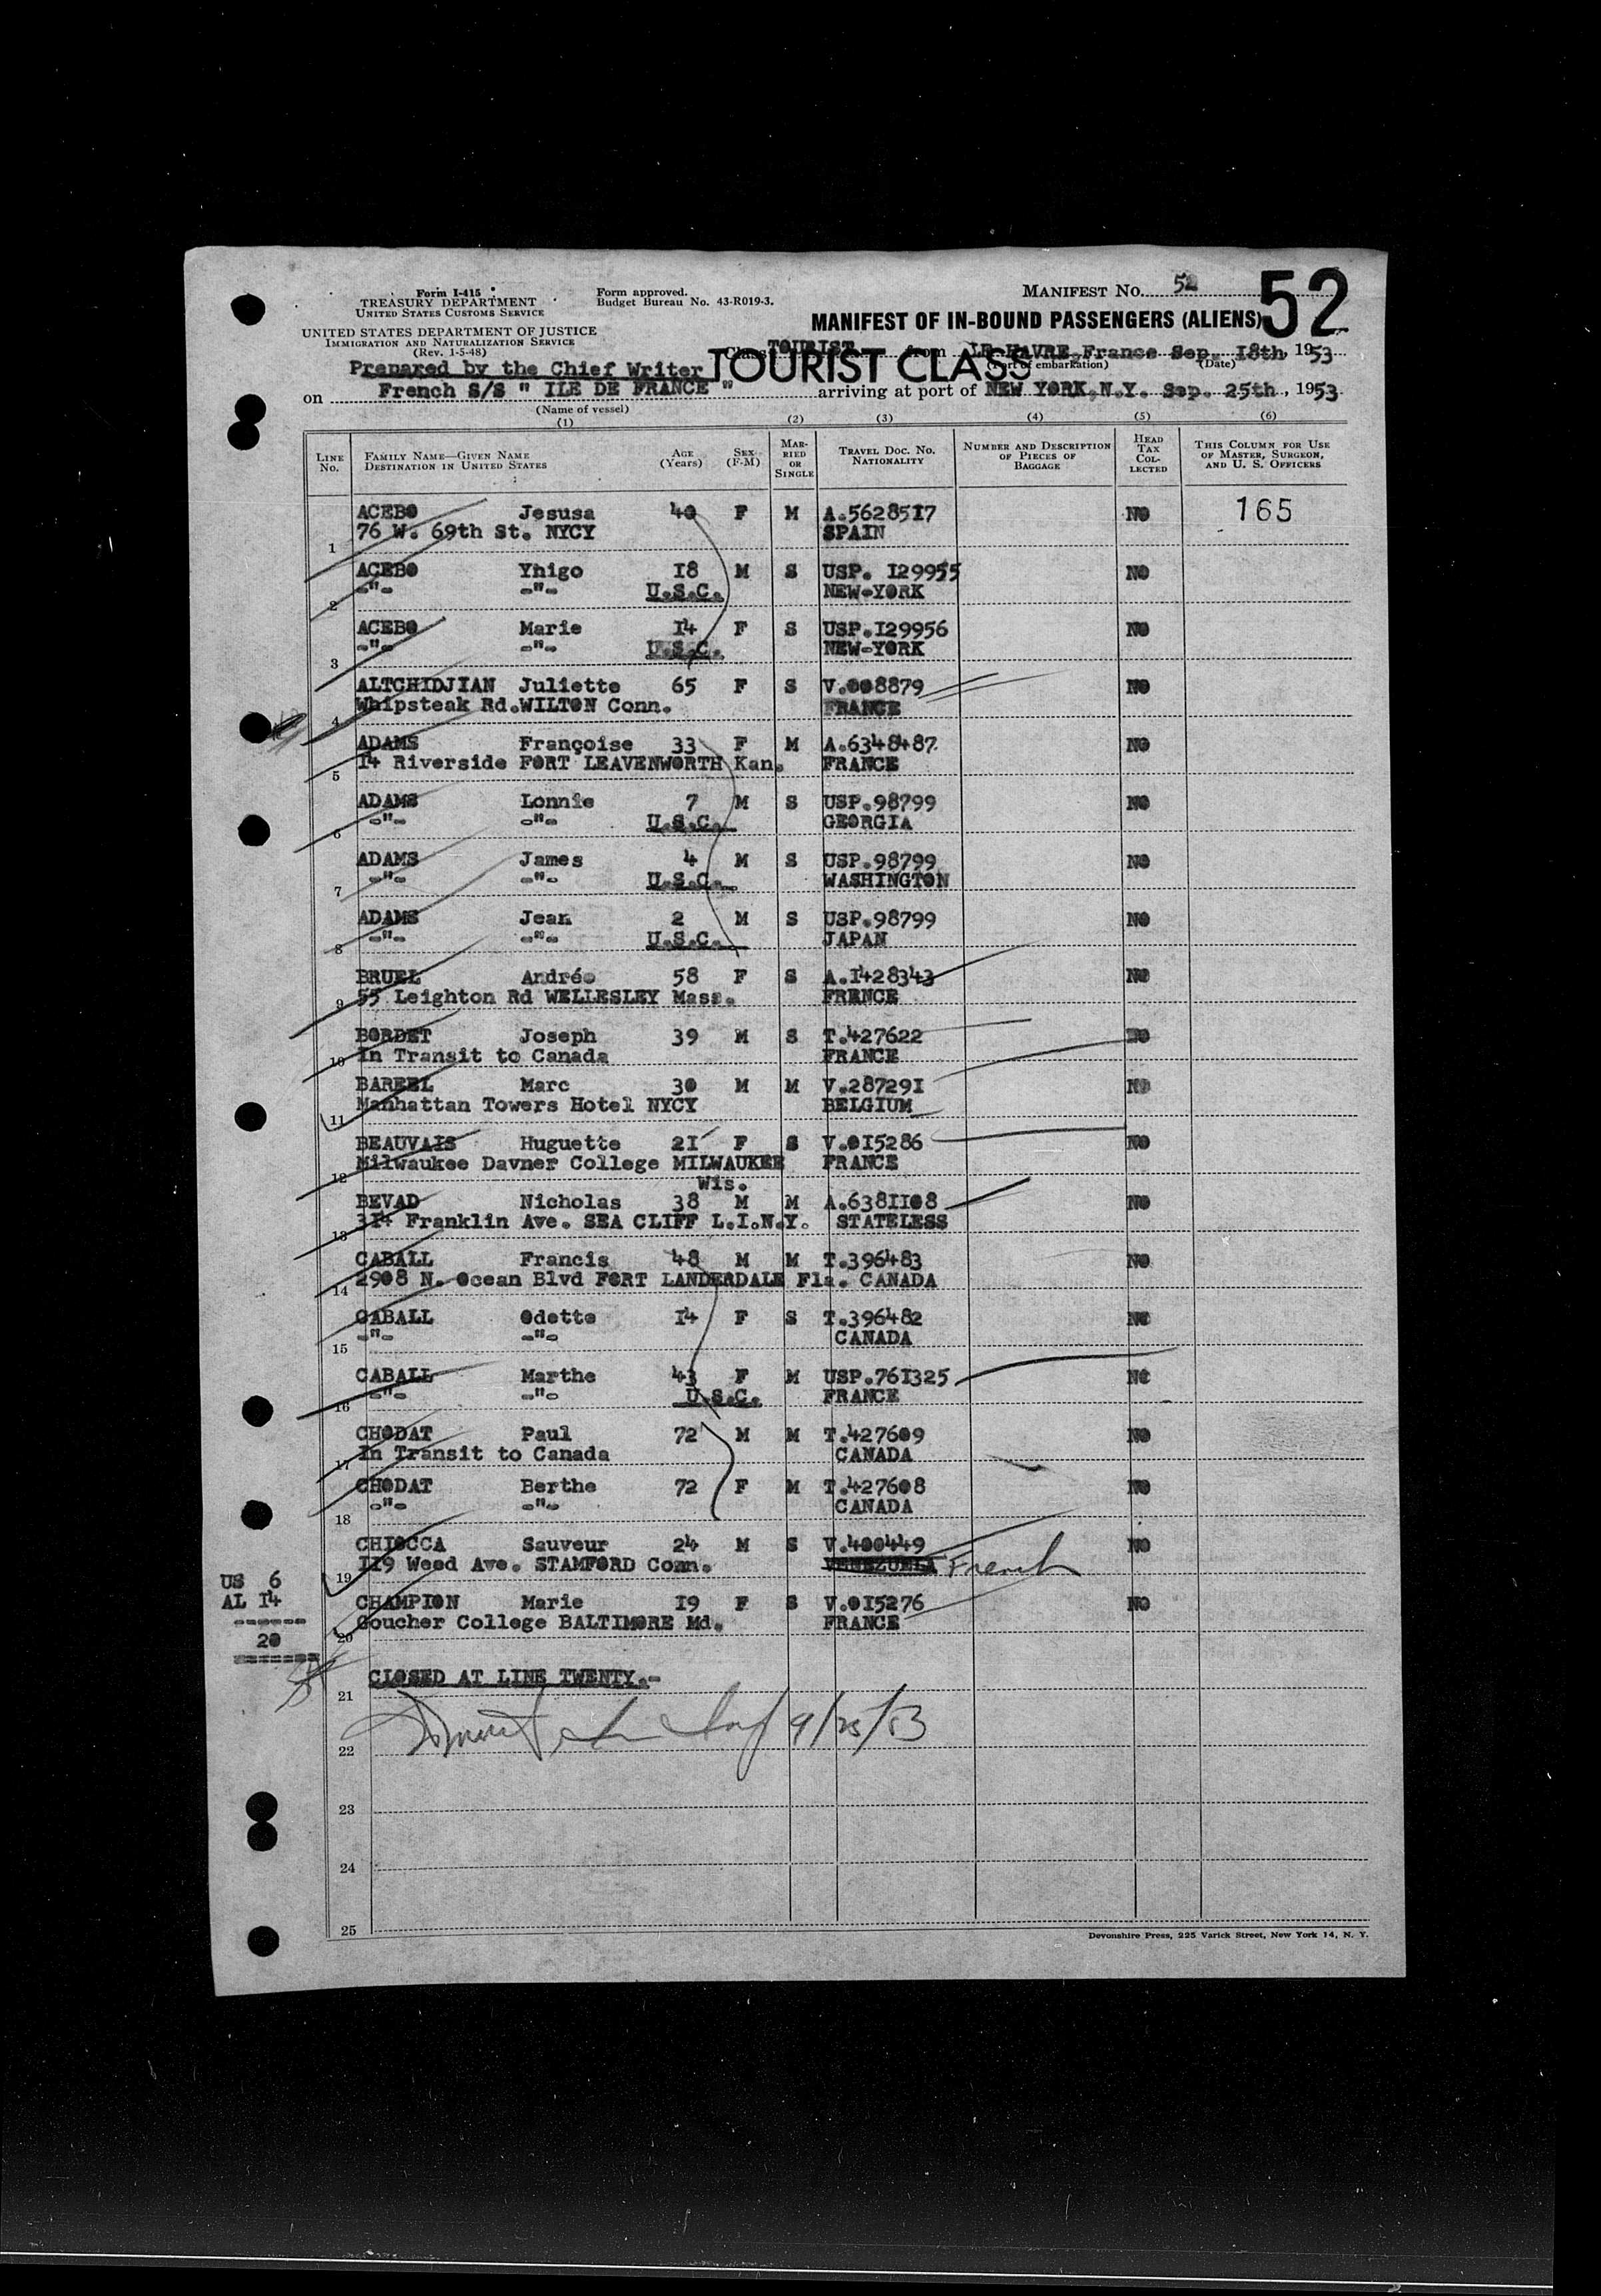 Form I-415
TREASURY DEPARTMENT
UNITED STATES CUSTOMS SERVICE
UNITED STATES DEPARTMENT OF JUSTICE
IMMIGRATION AND NATURALIZATION SERVICE
(Rev. 1-5-48)
Form approved.
Budget Bureau No. 43-R019-3.
MANIFEST NO. 52
52
MANIFEST OF IN-BOUND PASSENGERS (ALIENS)
Class TOURIST from LE HAVRE, France Sep. 18th, 1953
(Port of embarkation) (Date)
TOURIST CLASS
Prepared by the Chief Writer
on French S/S " ILE DE FRANCE " arriving at port of NEW YORK, N.Y. Sep. 25th, 1953
(Name of vessel)
(1) (2) (3) (4) (5) (6)
LINE NO. FAMILY NAME—GIVEN NAME DESTINATION IN UNITED STATES AGE (Years) SEX (F-M) MARRIED OR SINGLE TRAVEL DOC. NO. NATIONALITY NUMBER AND DESCRIPTION OF PIECES OF BAGGAGE HEAD TAX COLLECTED THIS COLUMN FOR USE OF MASTER, SURGEON, AND U. S. OFFICERS
ACEBO Jesusa 40 F M A.5628517 NO 165
1 76 W. 69th St. NYCY SPAIN
ACEBO Yhigo 18 M S USP. 129955 NO
2 -"- -"- U.S.C. NEW-YORK
ACEBO Marie 14 F S USP.129956 NO
3 -"- -"- U.S.C. NEW-YORK
ALTCHIDJIAN Juliette 65 F S V.008879 NO
4 Whipsteak Rd.WILTON Conn. FRANCE
ADAMS Françoise 33 F M A.6348487 NO
5 14 Riverside FORT LEAVENWORTH Kan. FRANCE
ADAMS Lonnie 7 M S USP.98799 NO
6 -"- -"- U.S.C. GEORGIA
ADAMS James 4 M S USP.98799 NO
7 -"- -"- U.S.C. WASHINGTON
ADAMS Jean 2 M S USP.98799 NO
8 -"- -"- U.S.C. JAPAN
BRUEL Andrée 58 F S A.1428343 NO
9 55 Leighton Rd WELLESLEY Mass. FRENCE
BORDET Joseph 39 M S T.427622 NO
10 In Transit to Canada FRANCE
BAREEL Marc 30 M M V.287291 NO
11 Manhattan Towers Hotel NYCY BELGIUM
BEAUVAIS Huguette 21 F S V.015286 NO
12 Milwaukee Davner College MILWAUKEE FRANCE
Wis.
BEVAD Nicholas 38 M M A.6381108 NO
13 314 Franklin Ave. SEA CLIFF L.I.N.Y. STATELESS
CABALL Francis 48 M M T.396483 NO
14 2908 N. Ocean Blvd FORT LANDERDALE Fla. CANADA
CABALL Odette 14 F S T.396482 NO
15 -"- -"- CANADA
CABALL Marthe 43 F M USP.761325 NO
16 -"- -"- U.S.C. FRANCE
CHODAT Paul 72 M M T.427609 NO
17 In Transit to Canada CANADA
CHODAT Berthe 72 F M T.427608 NO
18 -"- -"- CANADA
CHIOCCA Sauveur 24 M S V.400449 NO
19 119 Weed Ave. STAMFORD Conn. VENEZUELA French
CHAMPION Marie 19 F S V.015276 NO
20 Goucher College BALTIMORE Md. FRANCE
US 6
AL 14
------
20
=======
CLOSED AT LINE TWENTY.-
21
22 9/25/53
23
24
25
Devonshire Press, 225 Varick Street, New York 14, N. Y.